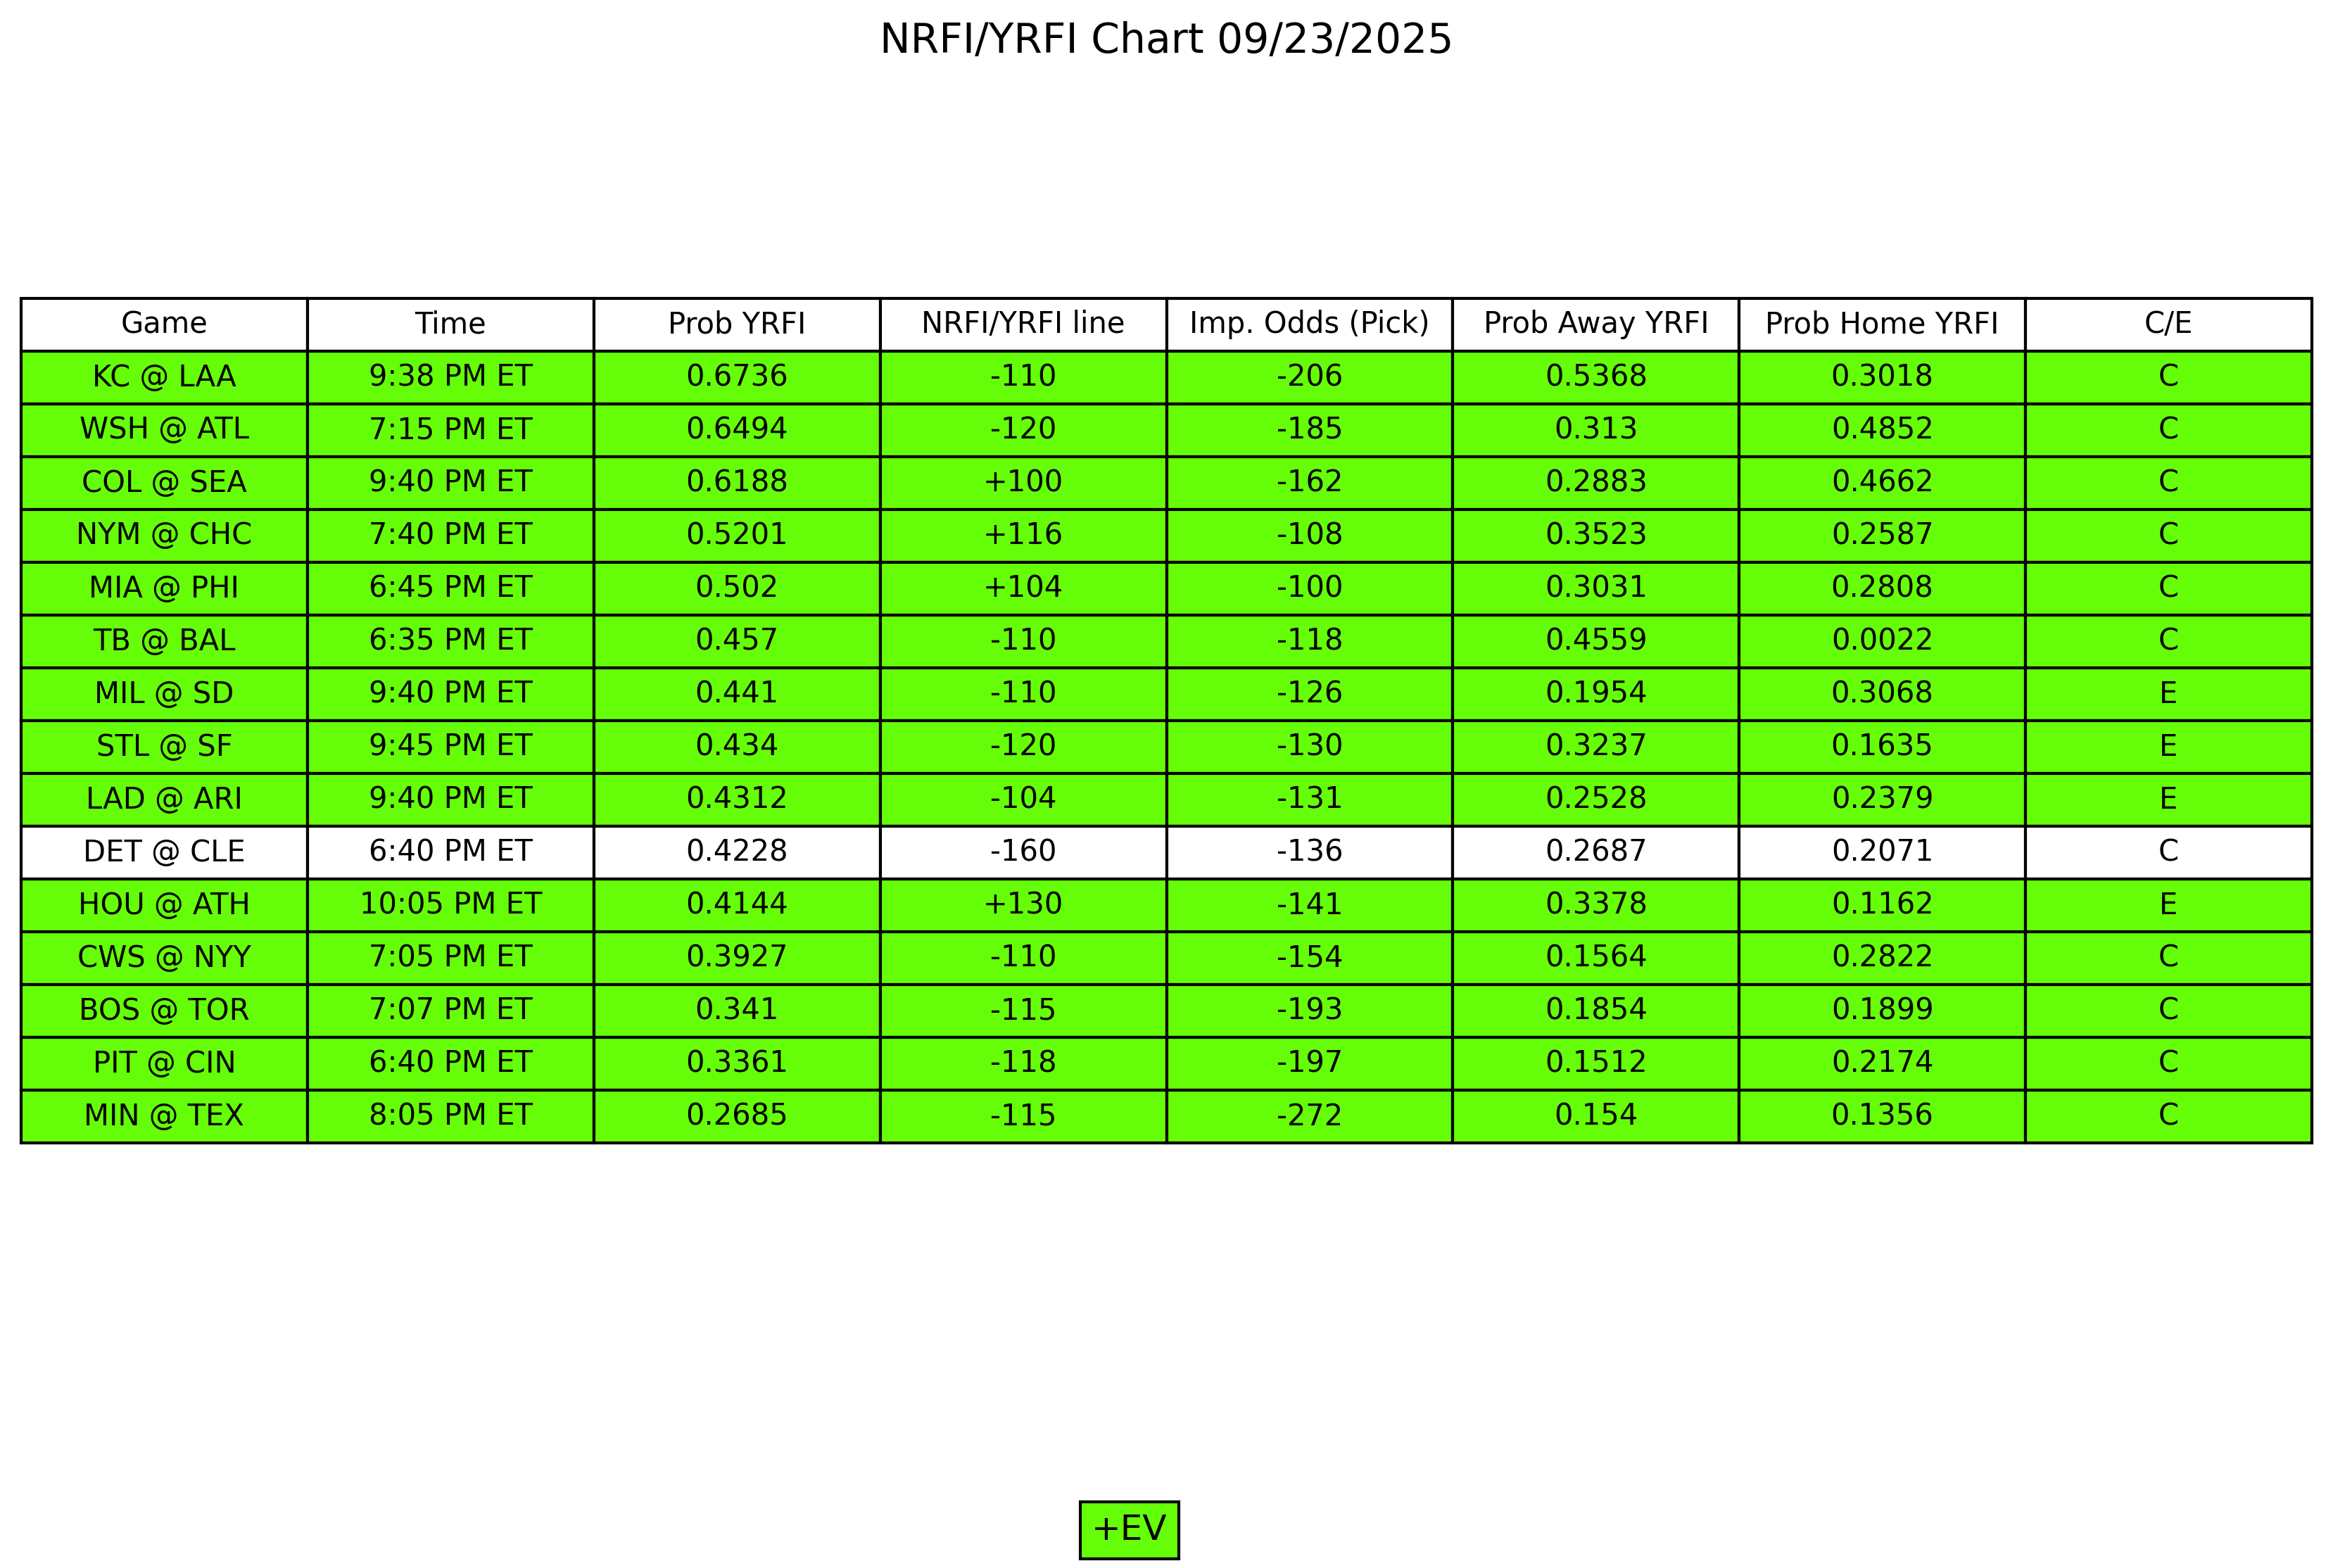 NRFI/YRFI Chart 09/23/2025
Game Time Prob YRFI NRFI/YRFI line Imp. Odds (Pick) Prob Away YRFI Prob Home YRFI C/E
KC @ LAA 9:38 PM ET 0.6736 -110 -206 0.5368 0.3018 C
WSH @ ATL 7:15 PM ET 0.6494 -120 -185 0.313 0.4852 C
COL @ SEA 9:40 PM ET 0.6188 +100 -162 0.2883 0.4662 C
NYM @ CHC 7:40 PM ET 0.5201 +116 -108 0.3523 0.2587 C
MIA @ PHI 6:45 PM ET 0.502 +104 -100 0.3031 0.2808 C
TB @ BAL 6:35 PM ET 0.457 -110 -118 0.4559 0.0022 C
MIL @ SD 9:40 PM ET 0.441 -110 -126 0.1954 0.3068 E
STL @ SF 9:45 PM ET 0.434 -120 -130 0.3237 0.1635 E
LAD @ ARI 9:40 PM ET 0.4312 -104 -131 0.2528 0.2379 E
DET @ CLE 6:40 PM ET 0.4228 -160 -136 0.2687 0.2071 C
HOU @ ATH 10:05 PM ET 0.4144 +130 -141 0.3378 0.1162 E
CWS @ NYY 7:05 PM ET 0.3927 -110 -154 0.1564 0.2822 C
BOS @ TOR 7:07 PM ET 0.341 -115 -193 0.1854 0.1899 C
PIT @ CIN 6:40 PM ET 0.3361 -118 -197 0.1512 0.2174 C
MIN @ TEX 8:05 PM ET 0.2685 -115 -272 0.154 0.1356 C
+EV